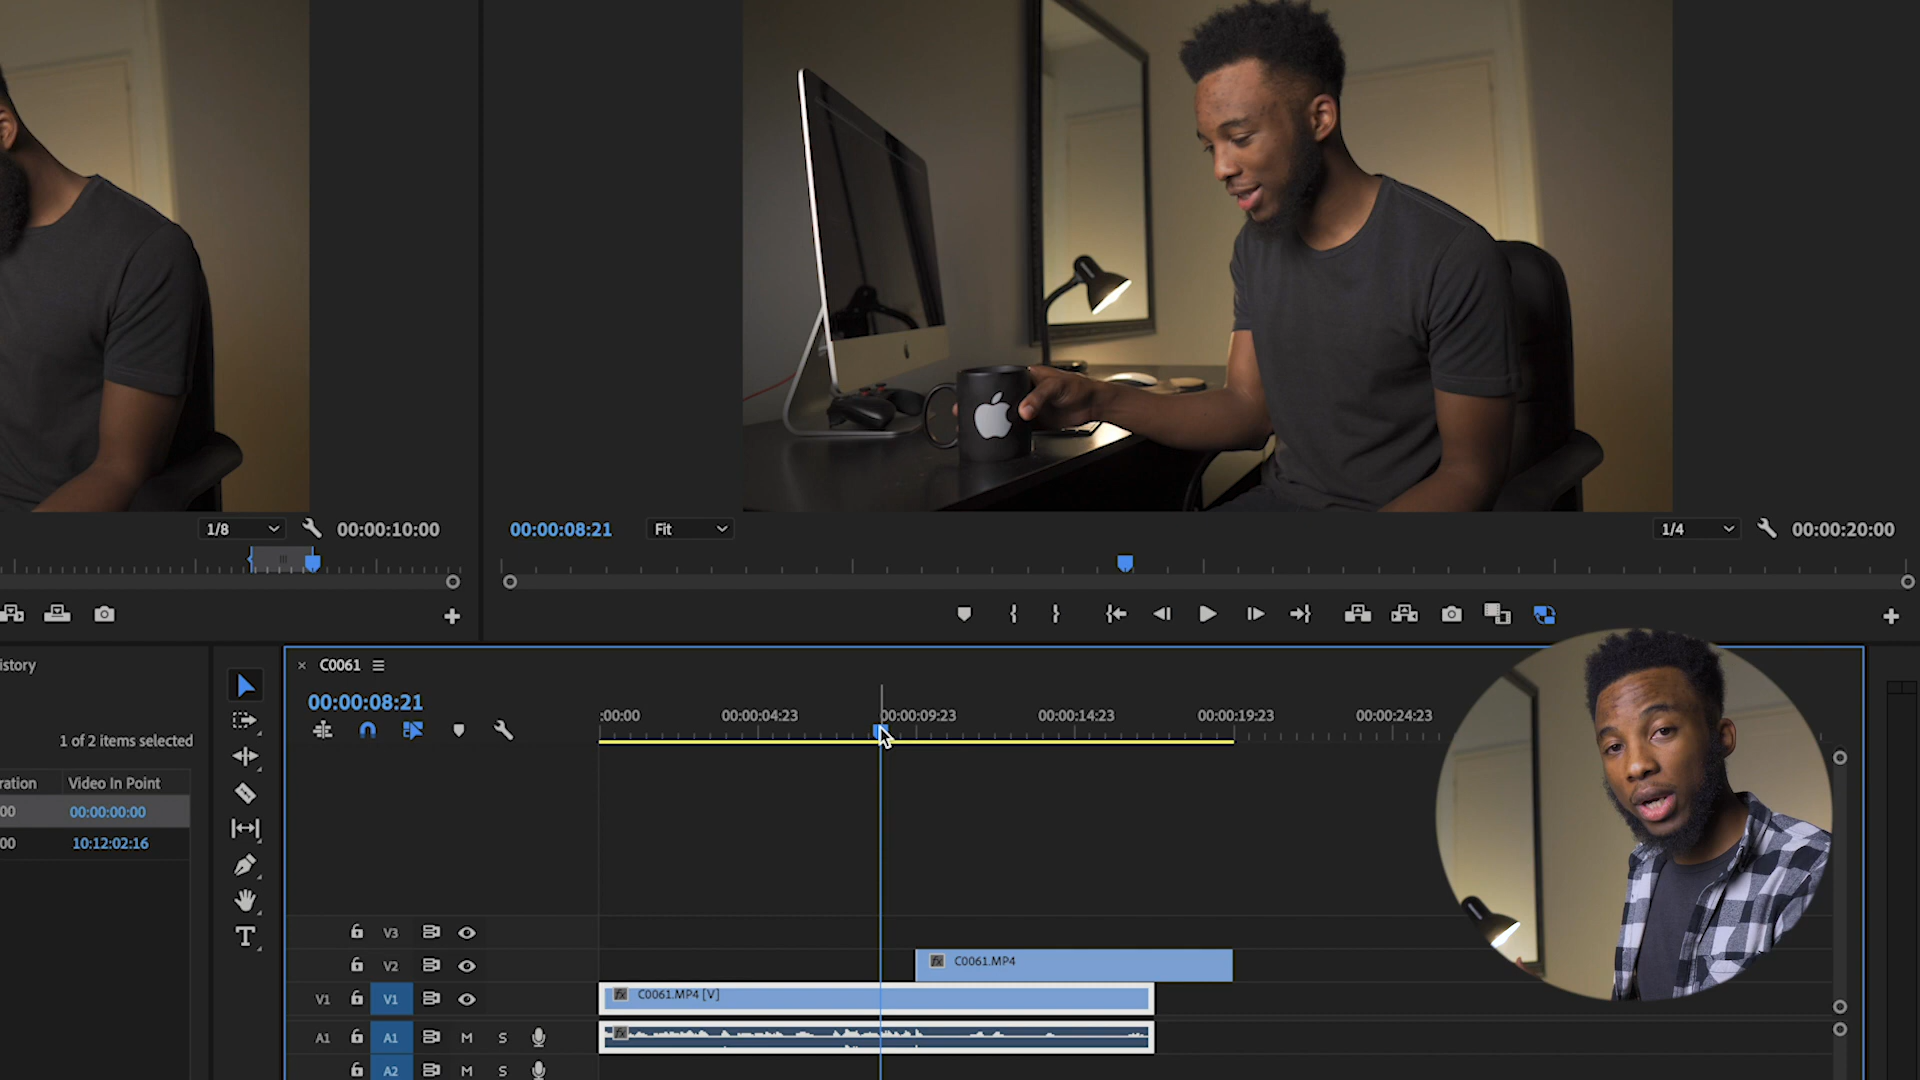 1/8
00:00:10:00
00:00:08:21
Fit
1/4
00:00:20:00
istory
1 of 2 items selected
ration
Video In Point
00
00:00:00:00
00
10:12:02:16
C0061
00:00:08:21
:00:00
00:00:04:23
00:00:09:23
00:00:14:23
00:00:19:23
00:00:24:23
V3
V2
C0061.MP4
V1
V1
C0061.MP4 [V]
A1
A1
M
S
A2
M
S